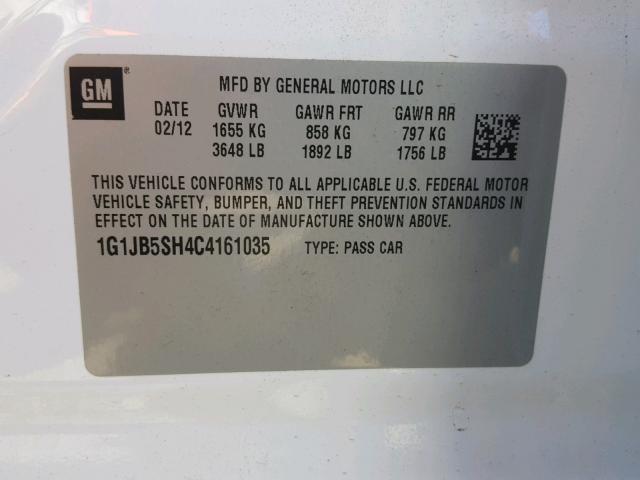 GM ®
MFD BY GENERAL MOTORS LLC
DATE GVWR GAWR FRT GAWR RR
02/12 1655 KG 858 KG 797 KG
3648 LB 1892 LB 1756 LB
THIS VEHICLE CONFORMS TO ALL APPLICABLE U.S. FEDERAL MOTOR
VEHICLE SAFETY, BUMPER, AND THEFT PREVENTION STANDARDS IN
EFFECT ON THE DATE OF MANUFACTURE SHOWN ABOVE.
1G1JB5SH4C4161035 TYPE: PASS CAR